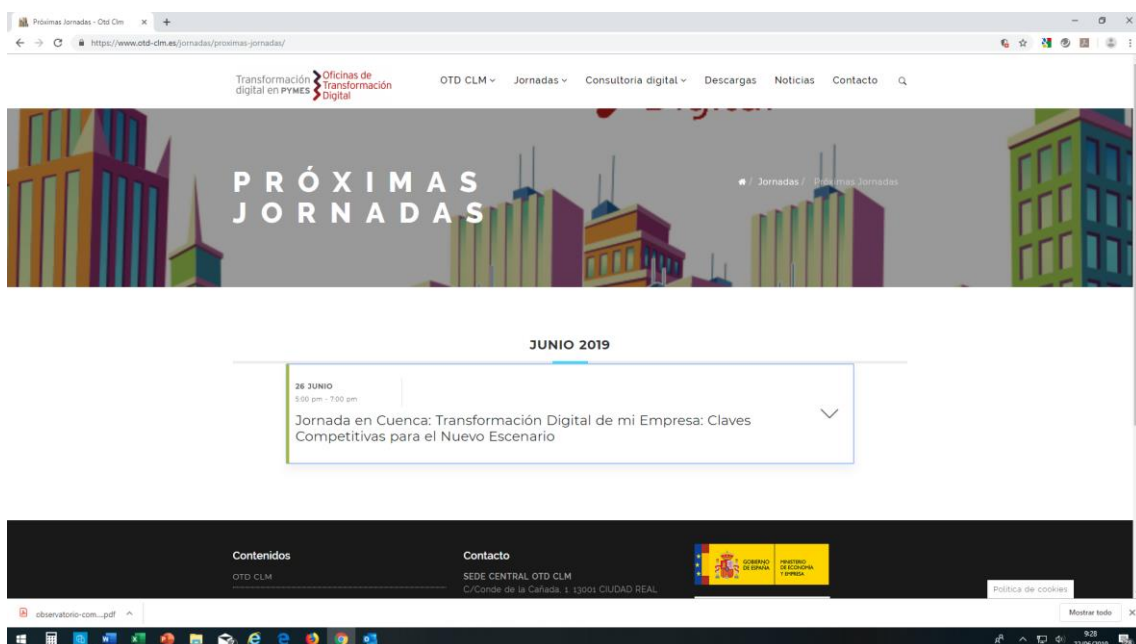 Próximas Jornadas - Otd Clm
https://www.otd-clm.es/jornadas/proximas-jornadas/
Transformación digital en PYMES
Oficinas de Transformación Digital
OTD CLM Jornadas Consultoría digital Descargas Noticias Contacto
PRÓXIMAS
JORNADAS
/ Jornadas / Próximas Jornadas
JUNIO 2019
26 JUNIO
5:00 pm - 7:00 pm
Jornada en Cuenca: Transformación Digital de mi Empresa: Claves
Competitivas para el Nuevo Escenario
Contenidos
OTD CLM
Contacto
SEDE CENTRAL OTD CLM
C/Conde de la Cañada, 1. 13001 CIUDAD REAL
GOBIERNO
DE ESPAÑA
MINISTERIO
DE ECONOMÍA
Y EMPRESA
Política de cookies
observatorio-com....pdf
Mostrar todo
9:28